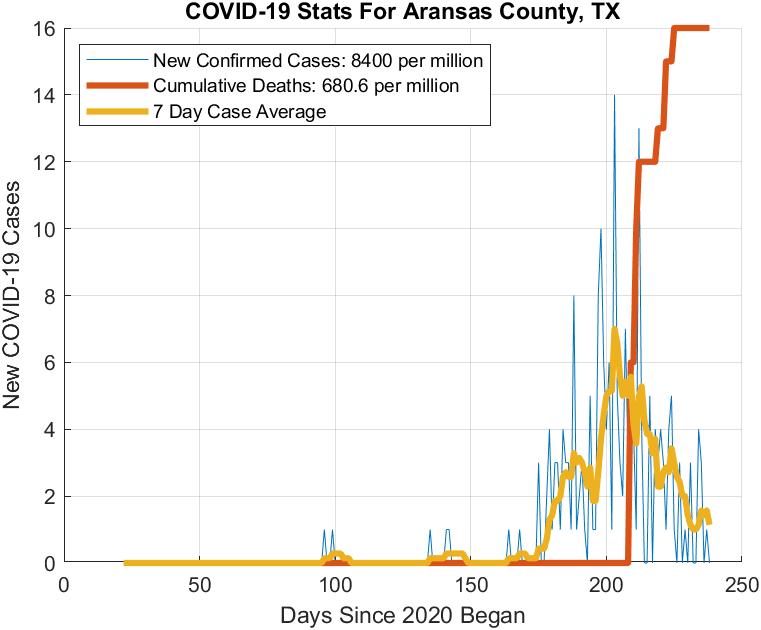 COVID-19 Stats For Aransas County, TX
New Confirmed Cases: 8400 per million
Cumulative Deaths: 680.6 per million
7 Day Case Average
New COVID-19 Cases
16
14
12
10
8
6
4
2
0
0 50 100 150 200 250
Days Since 2020 Began